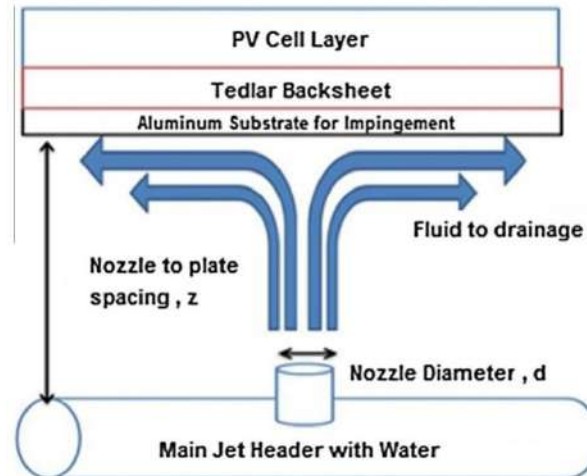 PV Cell Layer
Tedlar Backsheet
Aluminum Substrate for Impingement
Fluid to drainage
Nozzle to plate
spacing , z
Nozzle Diameter , d
Main Jet Header with Water